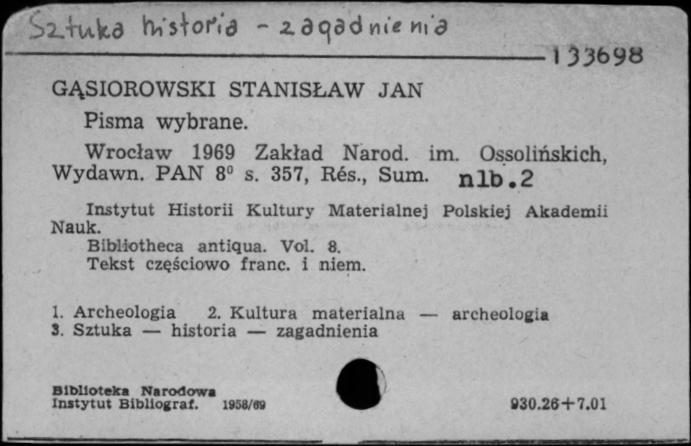 Sztuka historia - zagadnienia
133698
GĄSIOROWSKI STANISŁAW JAN
Pisma wybrane.
Wrocław 1969 Zakład Narod. im. Ossolińskich,
Wydawn. PAN 8⁰ s. 357, Rés., Sum. nlb.2
Instytut Historii Kultury Materialnej Polskiej Akademii
Nauk.
Bibliotheca antiqua. Vol. 8.
Tekst częściowo franc. i niem.
1. Archeologia 2. Kultura materialna — archeologia
3. Sztuka — historia — zagadnienia
Biblioteka Narodowa
Instytut Bibliograf. 1958/69
930.26+7.01